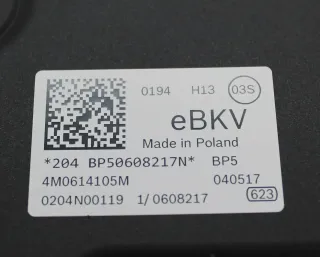 0194 H13 03S
eBKV
Made in Poland
*204 BP50608217N* BP5
4M0614105M 040517
0204N00119 1/0608217 623